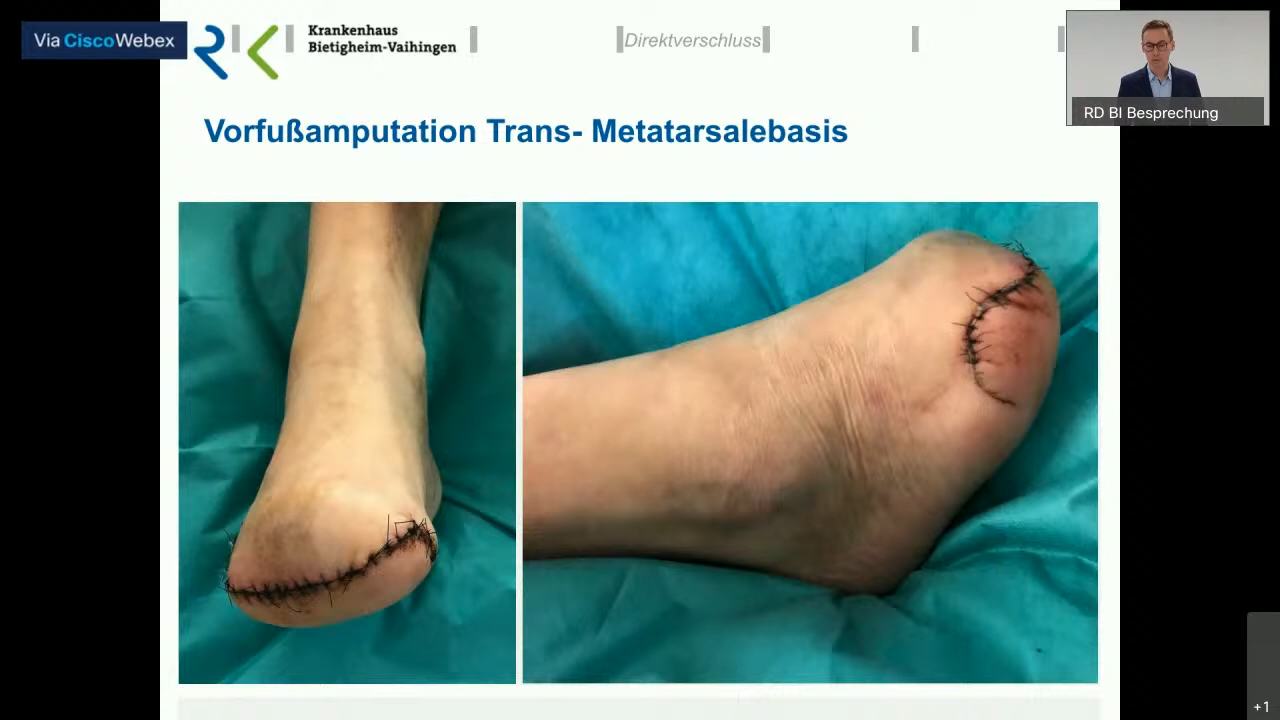 Via Cisco Webex
Krankenhaus
Bietigheim-Vaihingen
Direktverschluss
RD BI Besprechung
Vorfußamputation Trans- Metatarsalebasis
+1